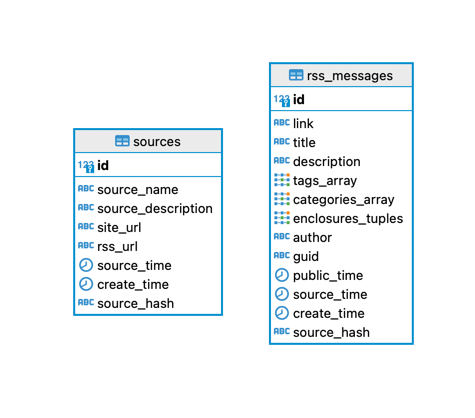 sources
123 id
ABC source_name
ABC source_description
ABC site_url
ABC rss_url
source_time
create_time
ABC source_hash
rss_messages
123 id
ABC link
ABC title
ABC description
tags_array
categories_array
enclosures_tuples
ABC author
ABC guid
public_time
source_time
create_time
ABC source_hash